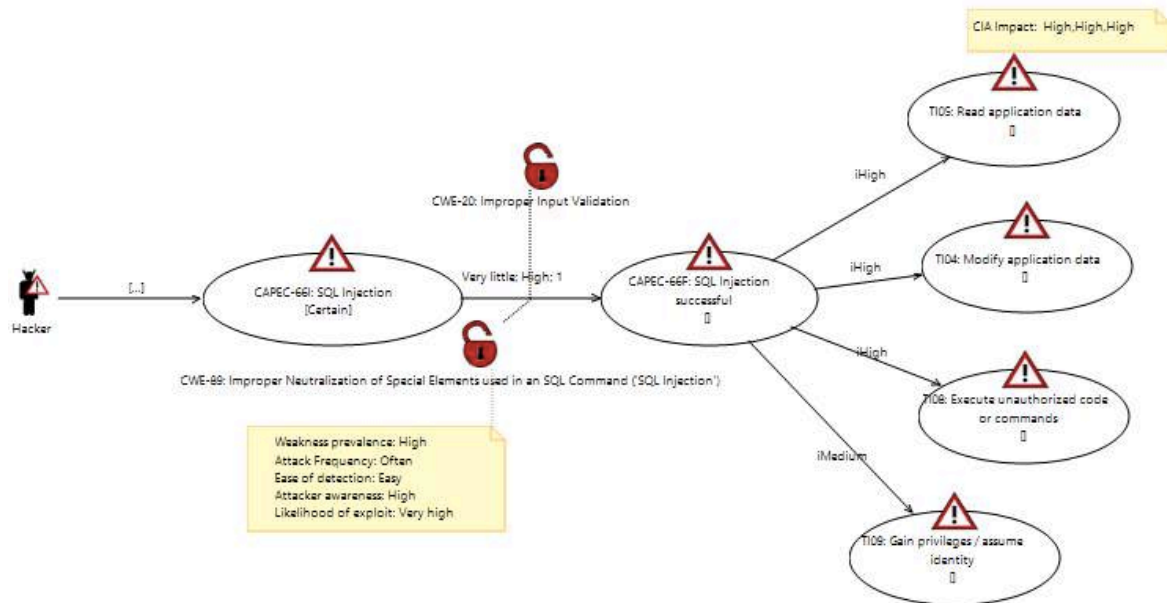 CIA Impact: High,High,High
TI05: Read application data
[]
iHigh
CWE-20: Improper Input Validation
TI04: Modify application data
[]
iHigh
Very little; High; 1
CAPEC-66I: SQL Injection
[Certain]
CAPEC-66F: SQL Injection
successful
[]
[...]
Hacker
iHigh
CWE-89: Improper Neutralization of Special Elements used in an SQL Command ('SQL Injection')
TI08: Execute unauthorized code
or commands
[]
Weakness prevalence: High
Attack Frequency: Often
Ease of detection: Easy
Attacker awareness: High
Likelihood of exploit: Very high
iMedium
TI09: Gain privileges / assume
identity
[]